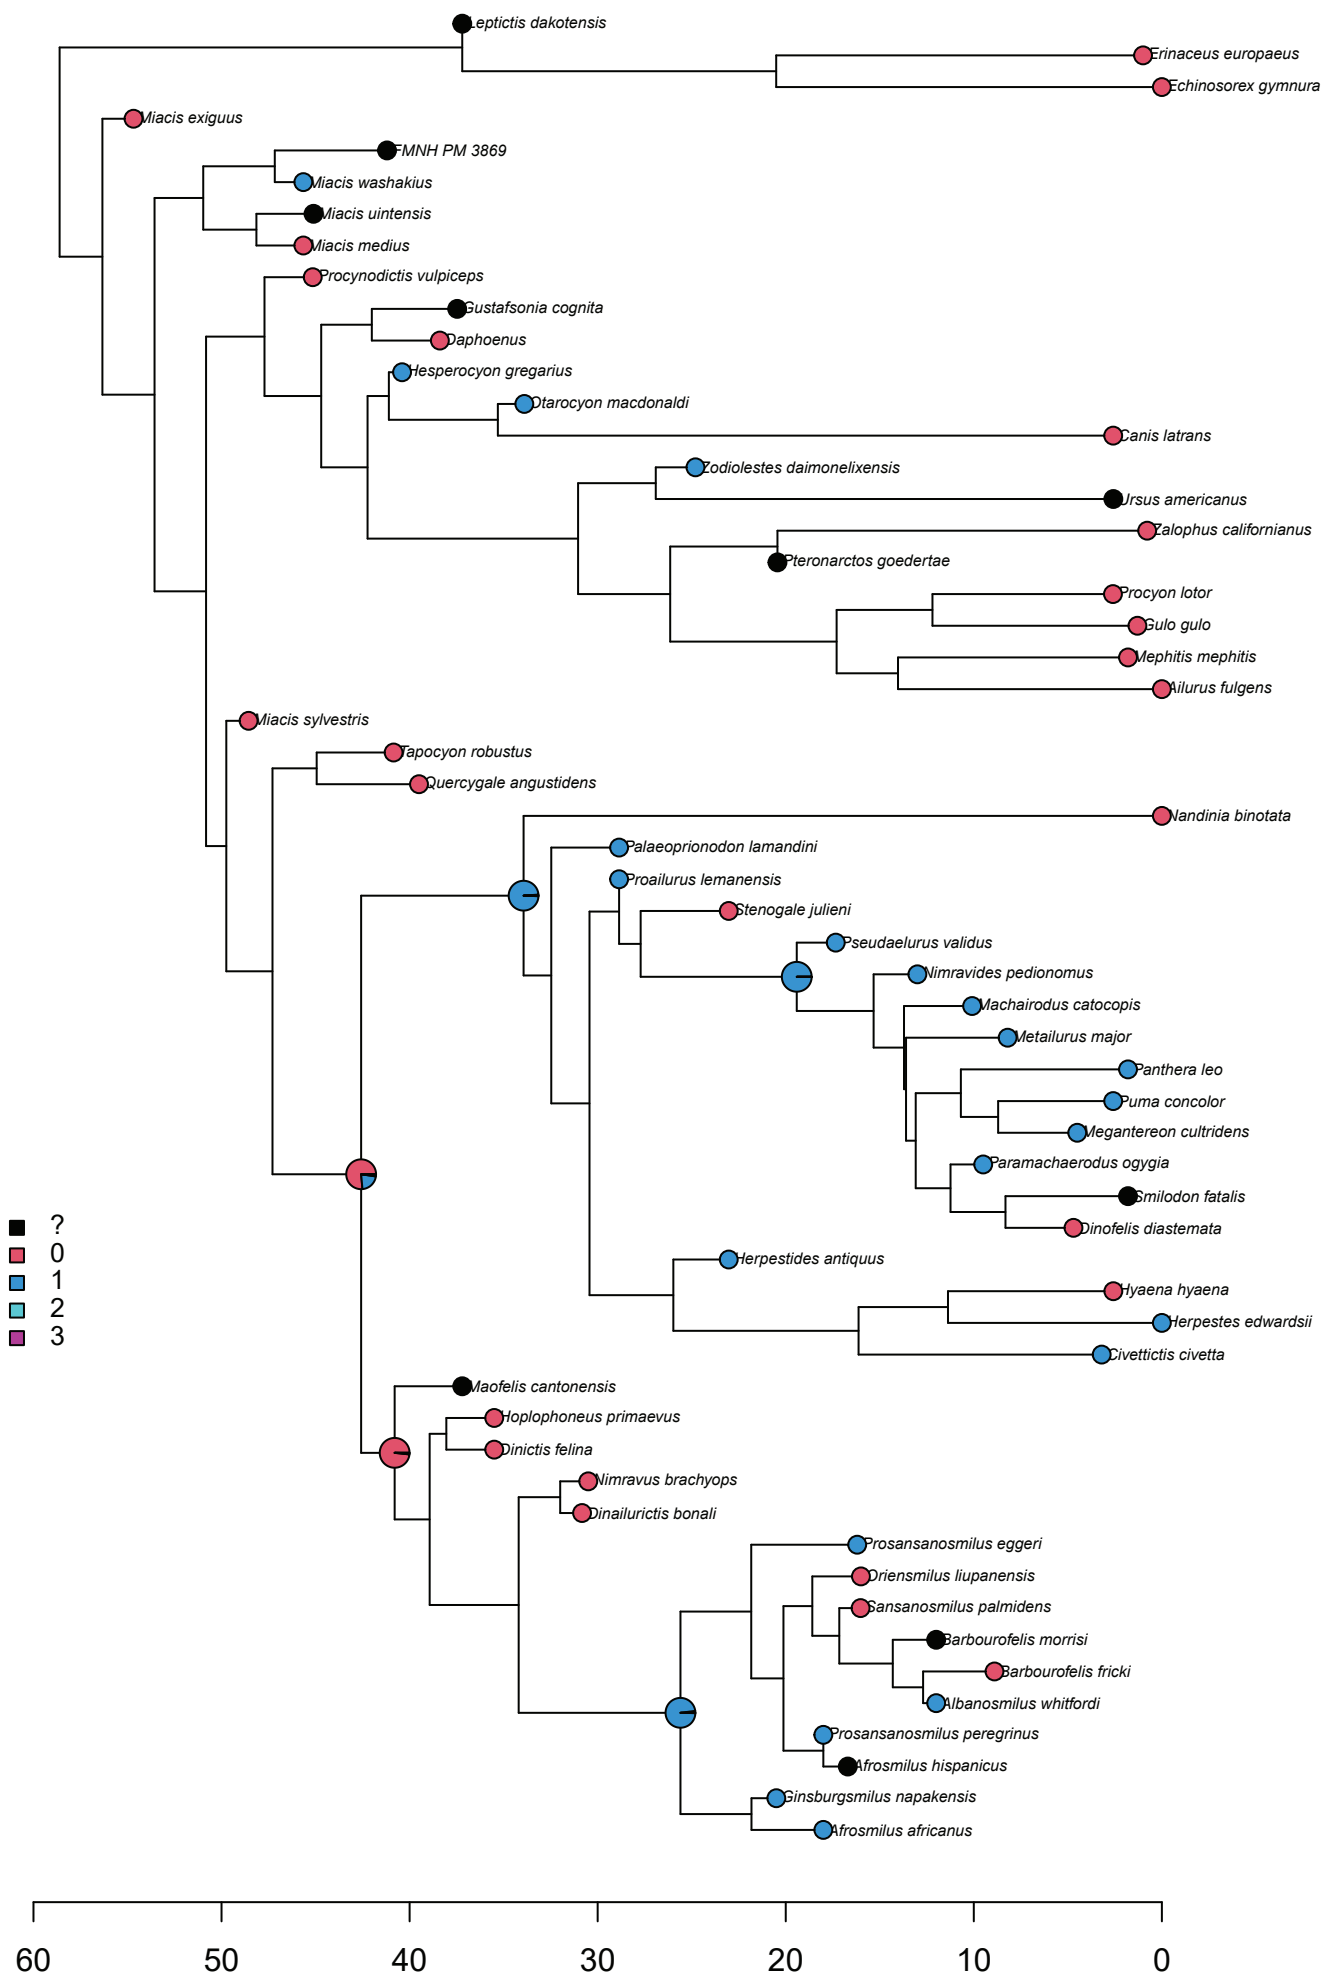 Leptictis dakotensis
Erinaceus europaeus
Echinosorex gymnura
Miacis exiguus
FMNH PM 3869
Miacis washakius
Miacis uintensis
Miacis medius
Procynodictis vulpiceps
Gustafsonia cognita
Daphoenus
Hesperocyon gregarius
Otarocyon macdonaldi
Canis latrans
Zodiolestes daimonelixensis
Ursus americanus
Zalophus californianus
Pteronarctos goedertae
Procyon lotor
Gulo gulo
Mephitis mephitis
Ailurus fulgens
Miacis sylvestris
Tapocyon robustus
Quercygale angustidens
Nandinia binotata
Palaeoprionodon lamandini
Proailurus lemanensis
Stenogale julieni
Pseudaelurus validus
Nimravides pedionomus
Machairodus catocopis
Metailurus major
Panthera leo
Puma concolor
Megantereon cultridens
Paramachaerodus ogygia
Smilodon fatalis
Dinofelis diastemata
Herpestides antiquus
Hyaena hyaena
Herpestes edwardsii
Civettictis civetta
Maofelis cantonensis
Hoplophoneus primaevus
Dinictis felina
Nimravus brachyops
Dinailurictis bonali
Prosansanosmilus eggeri
Oriensmilus liupanensis
Sansanosmilus palmidens
Barbourofelis morrisi
Barbourofelis fricki
Albanosmilus whitfordi
Prosansanosmilus peregrinus
Afrosmilus hispanicus
Ginsburgsmilus napakensis
Afrosmilus africanus
?
0
1
2
3
60 50 40 30 20 10 0